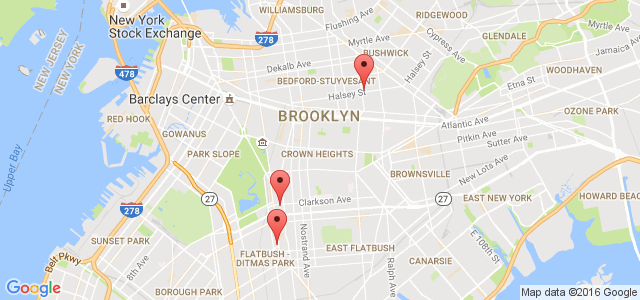 WILLIAMSBURG
Flushing Ave
RIDGEWOOD
New York
Stock Exchange
Myrtle Ave
Cypress Ave
GLENDALE
278
BUSHWICK
Jamaica Ave
NEW JERSEY
NEW YORK
478
Dekalb Ave
Halsey St
WOODHAVEN
BEDFORD-STUYVESANT
Etna St
Barclays Center
Halsey St
BROOKLYN
OZONE PARK
RED HOOK
Atlantic Ave
GOWANUS
Pitkin Ave
Sutter Ave
Upper Bay
PARK SLOPE
CROWN HEIGHTS
New Lots Ave
BROWNSVILLE
27
Clarkson Ave
27
EAST NEW YORK
HOWARD BEACH
278
Nostrand Ave
E 108th St
SUNSET PARK
FLATBUSH -
DITMAS PARK
EAST FLATBUSH
Belt Pkwy
8th Ave
Ralph Ave
CANARSIE
BOROUGH PARK
Google
Map data ©2016 Google